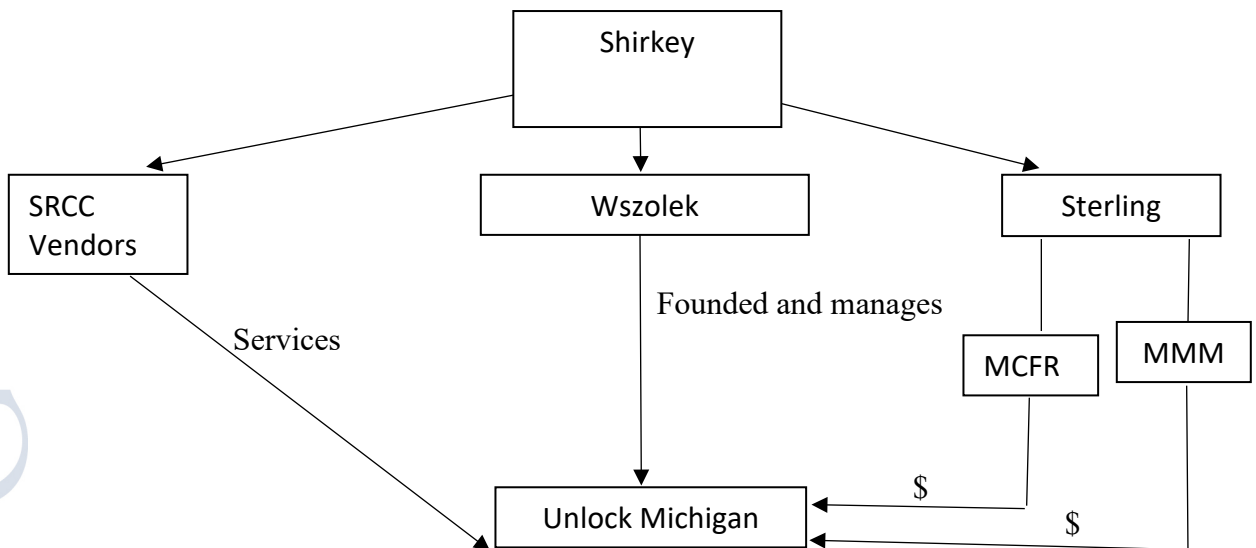 Shirkey
SRCC
Vendors
Wszolek
Sterling
Founded and manages
Services
MCFR
MMM
$
Unlock Michigan
$